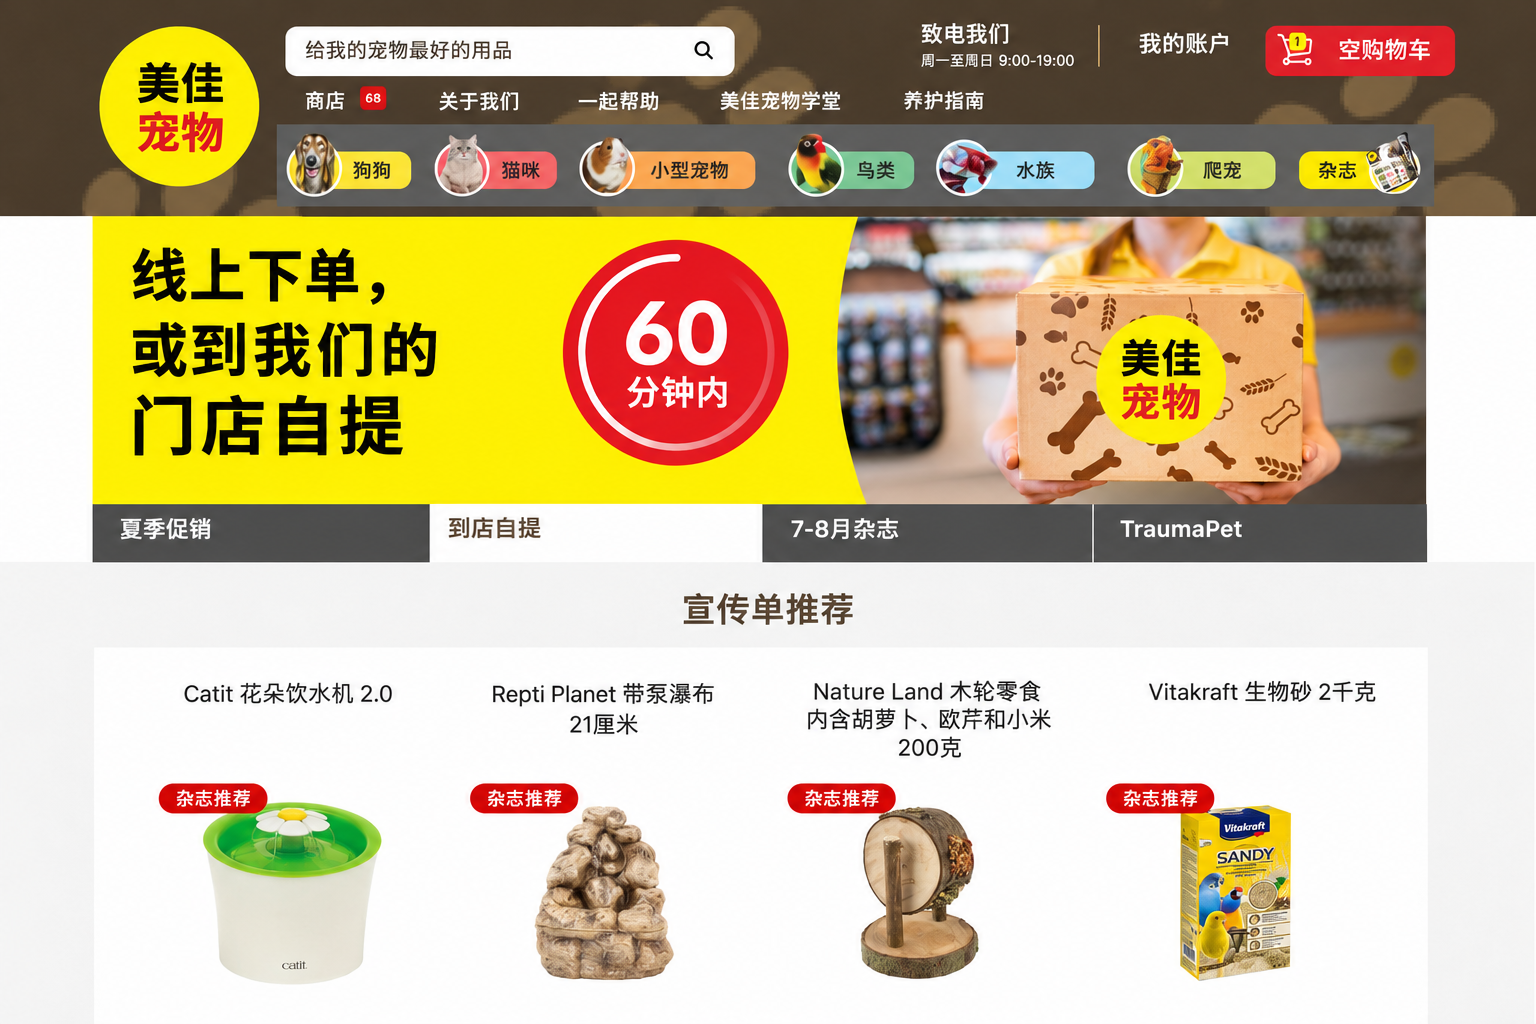 美佳
宠物
给我的宠物最好的用品
致电我们
周一至周日 9:00-19:00
我的账户
1
空购物车
商店 68
关于我们
一起帮助
美佳宠物学堂
养护指南
狗狗
猫咪
小型宠物
鸟类
水族
爬宠
杂志
线上下单，
或到我们的
门店自提
60
分钟内
美佳
宠物
夏季促销
到店自提
7-8月杂志
TraumaPet
宣传单推荐
Catit 花朵饮水机 2.0
Repti Planet 带泵瀑布
21厘米
Nature Land 木轮零食
内含胡萝卜、欧芹和小米
200克
Vitakraft 生物砂 2千克
杂志推荐
杂志推荐
杂志推荐
杂志推荐
catit
Vitakraft
SANDY